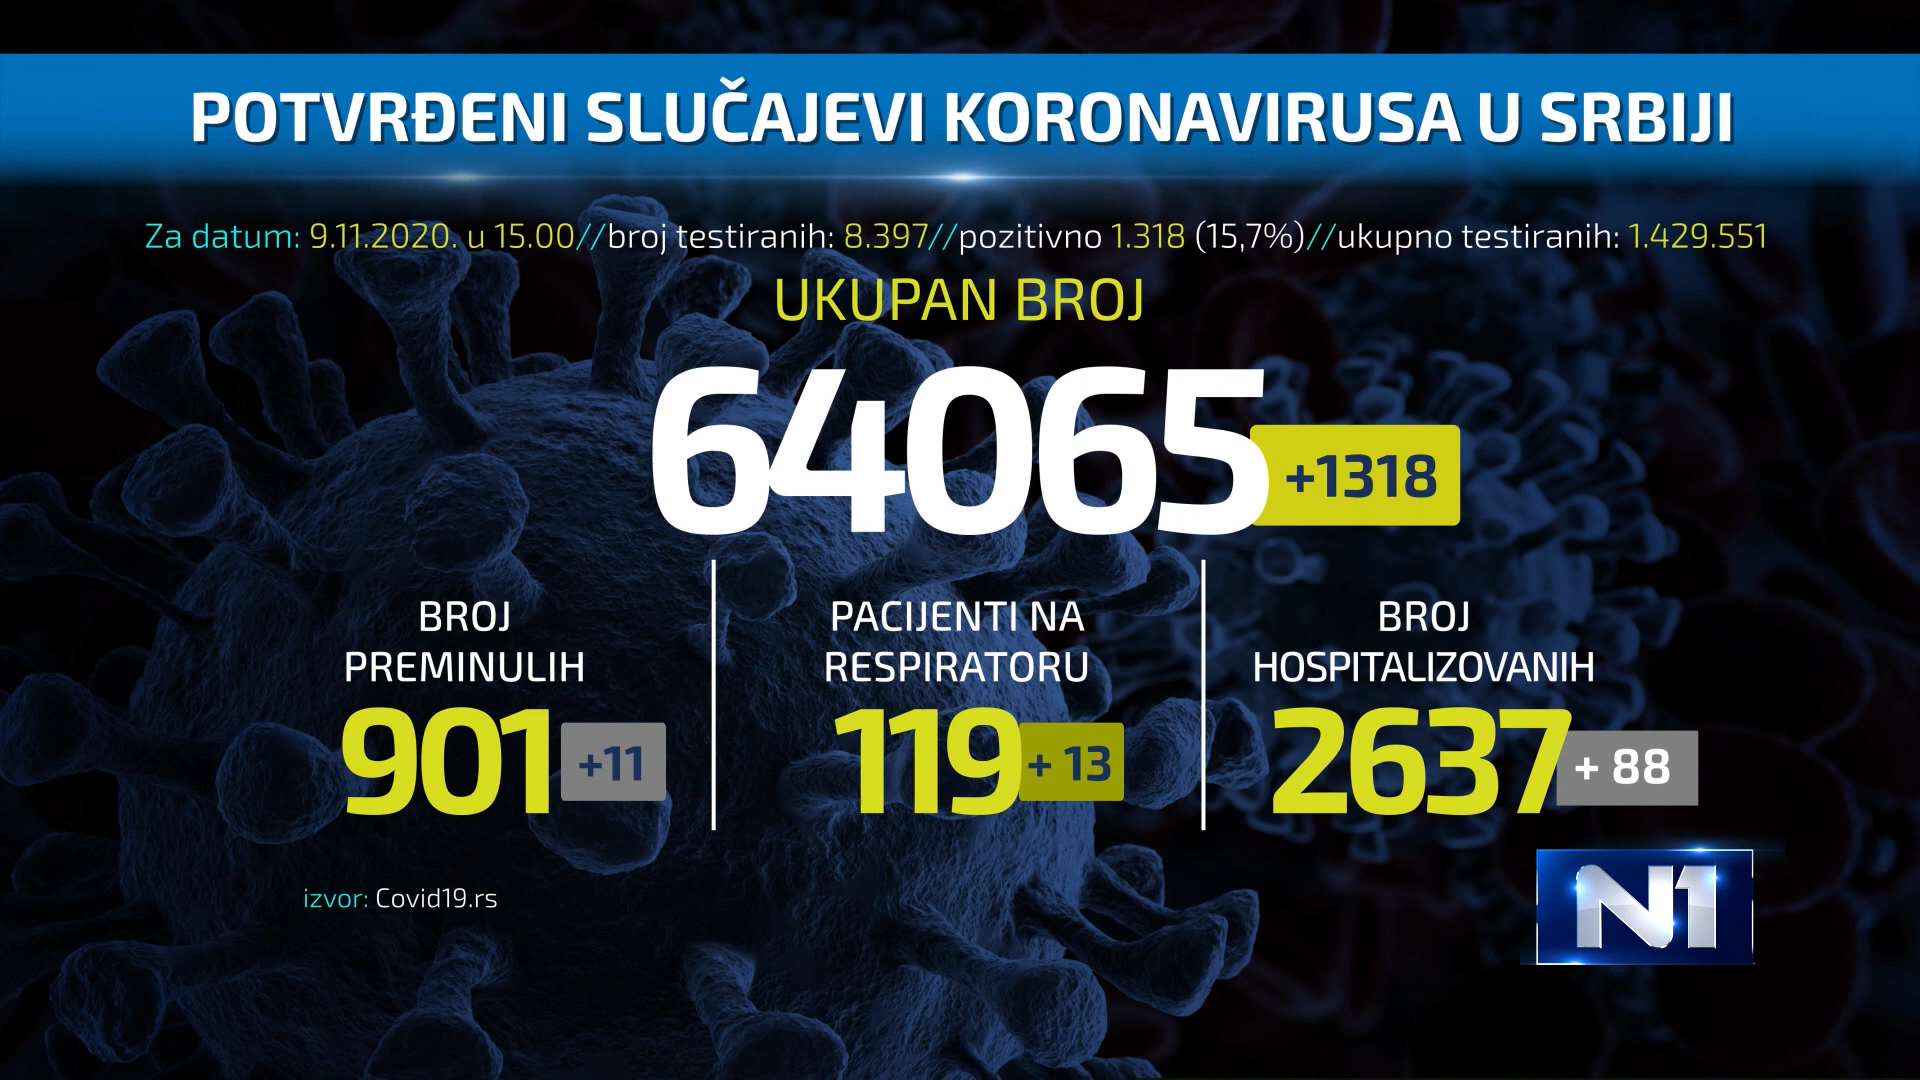 POTVRĐENI SLUČAJEVI KORONAVIRUSA U SRBIJI
Za datum: 9.11.2020. u 15.00//broj testiranih: 8.397//pozitivno 1.318 (15,7%)//ukupno testiranih: 1.429.551
UKUPAN BROJ
64065 +1318
BROJ
PREMINULIH
901 +11
PACIJENTI NA
RESPIRATORU
119 + 13
BROJ
HOSPITALIZOVANIH
2637 + 88
izvor: Covid19.rs
N1